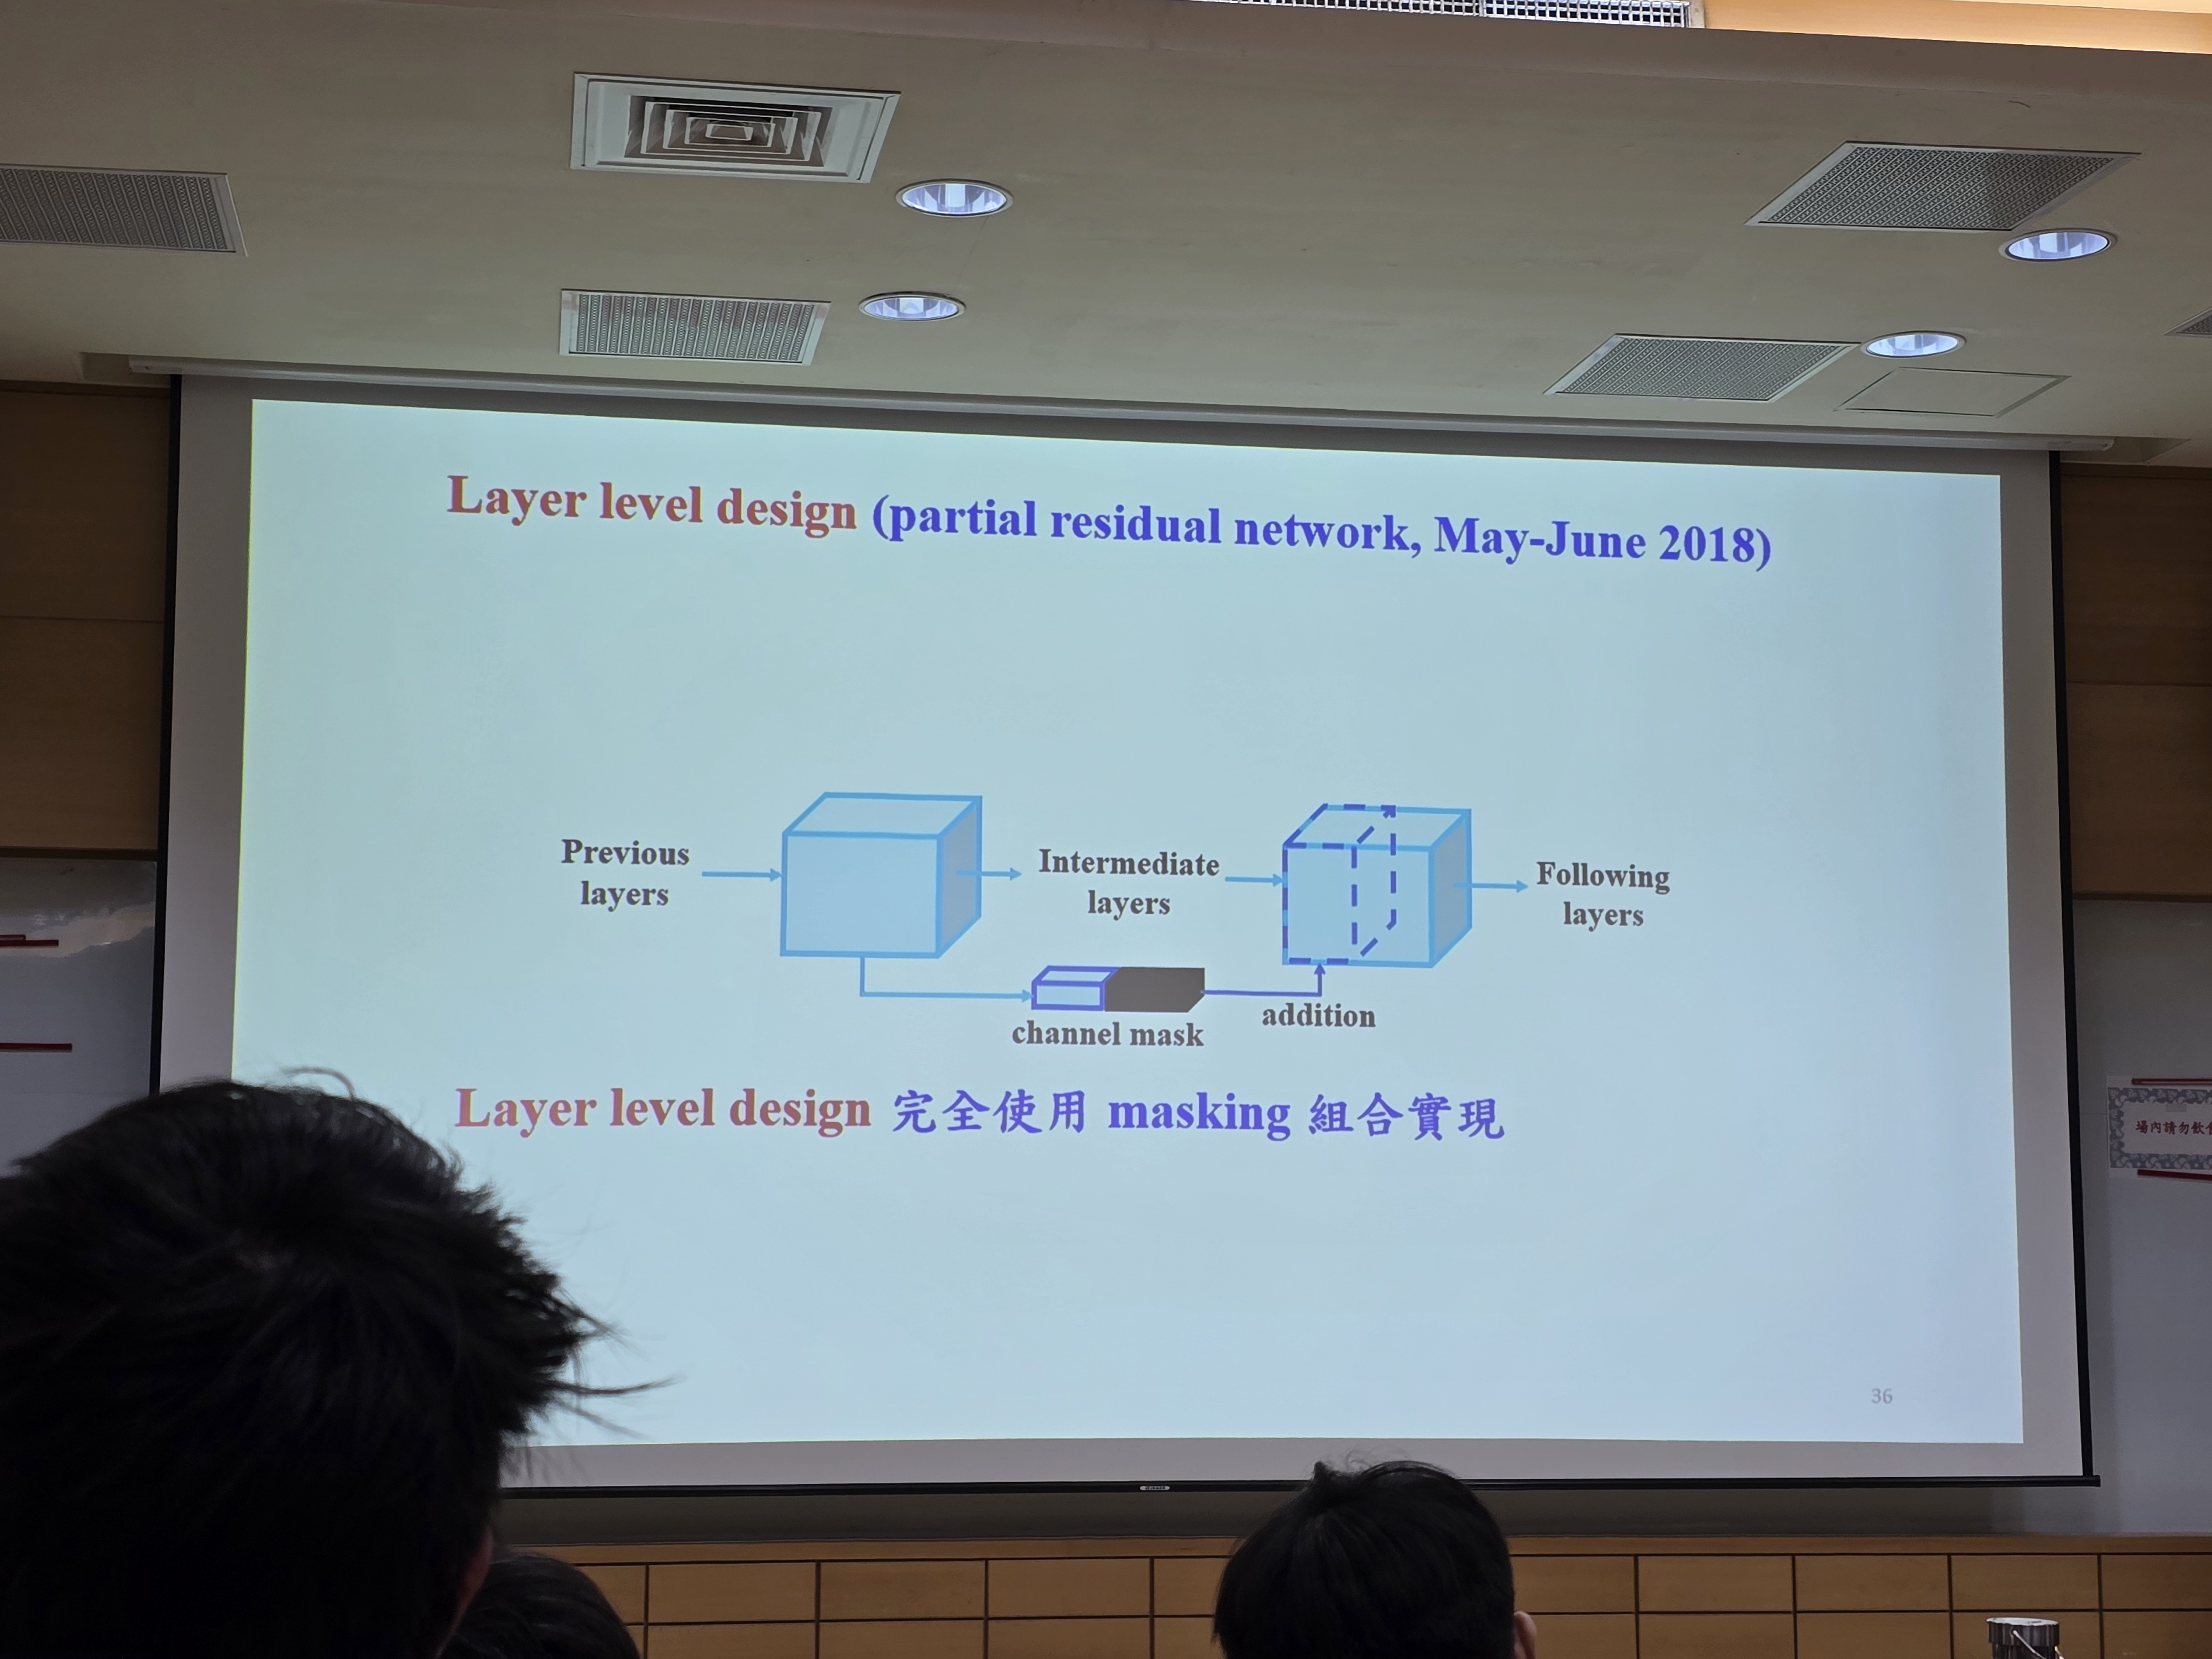 Layer level design (partial residual network, May-June 2018)
Previous
layers
Intermediate
layers
Following
layers
channel mask
addition
Layer level design 完全使用 masking 組合實現
場內請勿飲
36